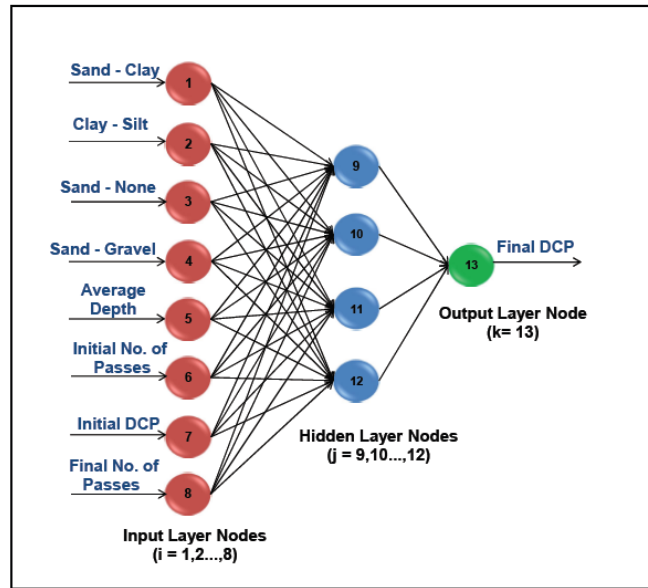 Sand - Clay
1
Clay - Silt
2
Sand - None
3
Sand - Gravel
4
Average
Depth
5
Initial No. of
Passes
6
Initial DCP
7
Final No. of
Passes
8
Input Layer Nodes
(i = 1,2...,8)
9
10
11
12
Hidden Layer Nodes
(j = 9,10...,12)
13
Final DCP
Output Layer Node
(k= 13)